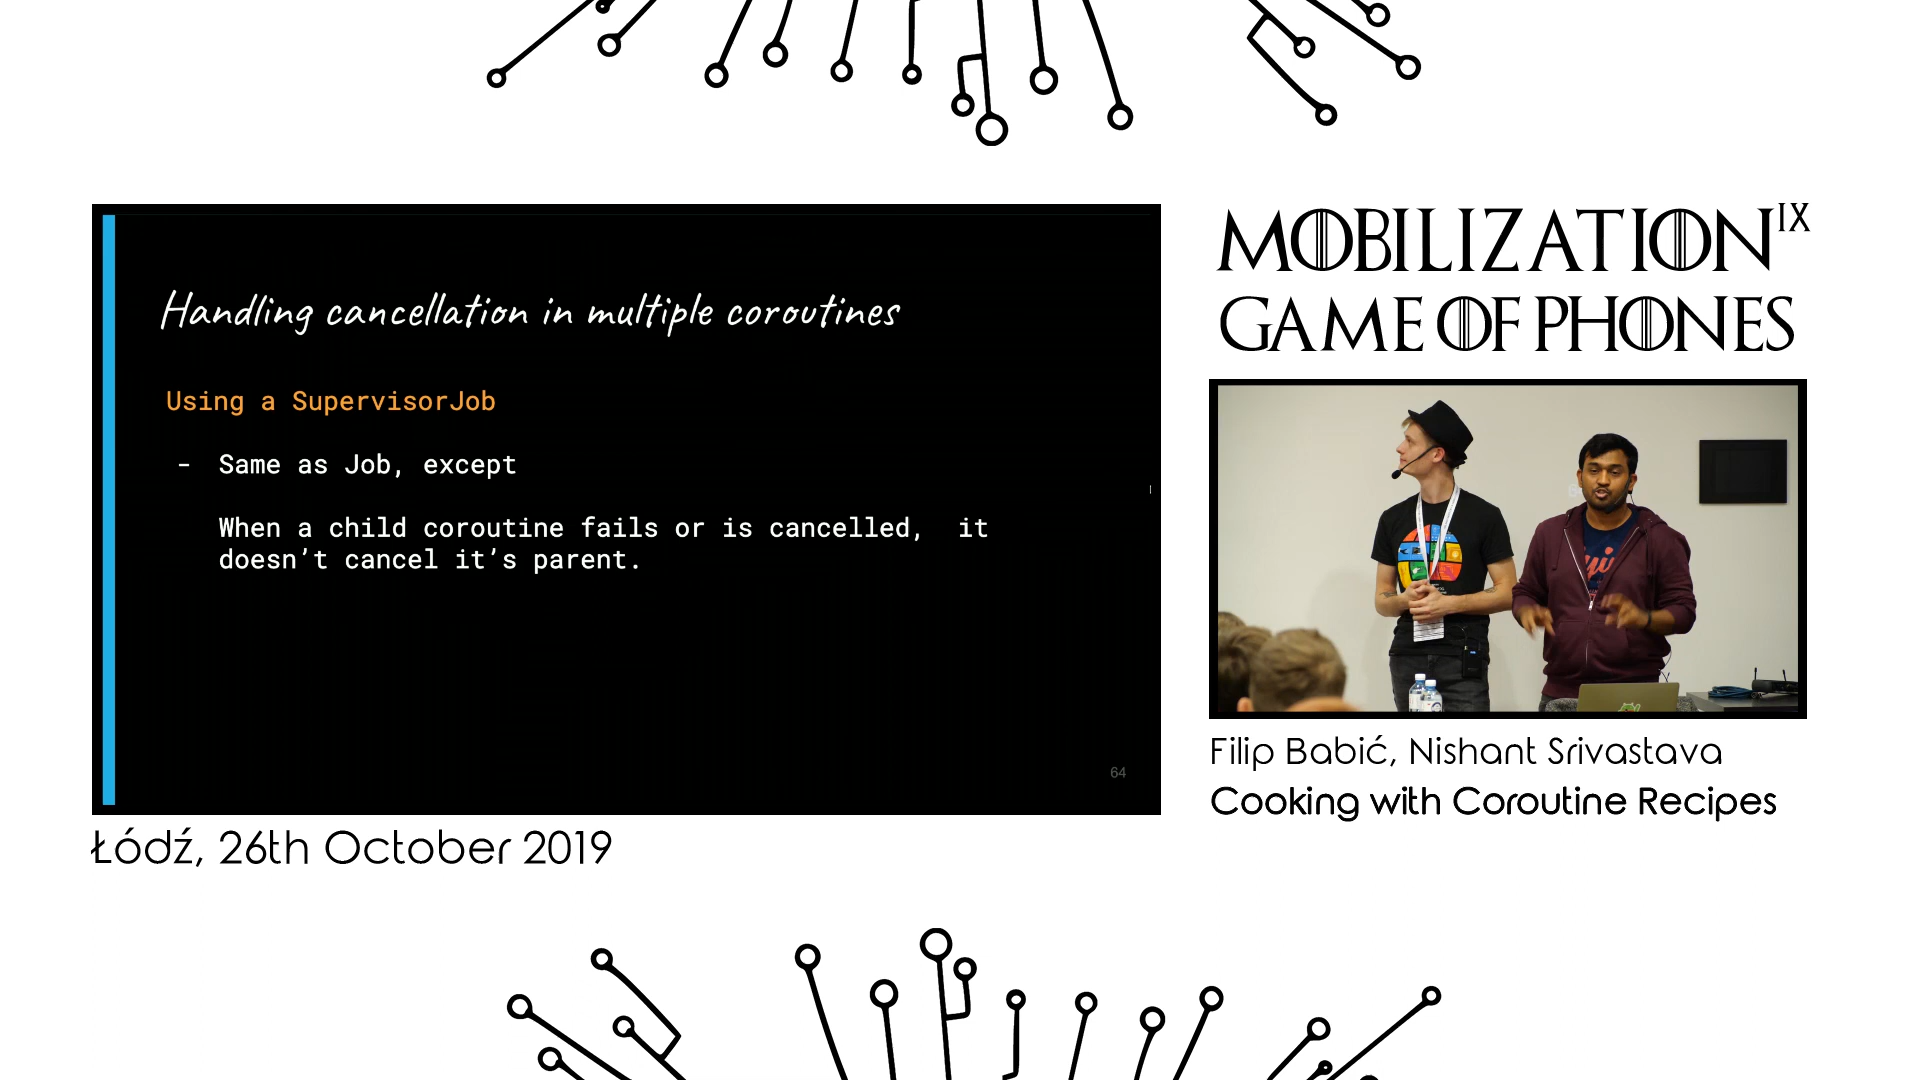 Handling cancellation in multiple coroutines
Using a SupervisorJob
- Same as Job, except
When a child coroutine fails or is cancelled, it
doesn’t cancel it’s parent.
64
Łódź, 26th October 2019
MOBILIZATION IX
GAME OF PHONES
Filip Babić, Nishant Srivastava
Cooking with Coroutine Recipes